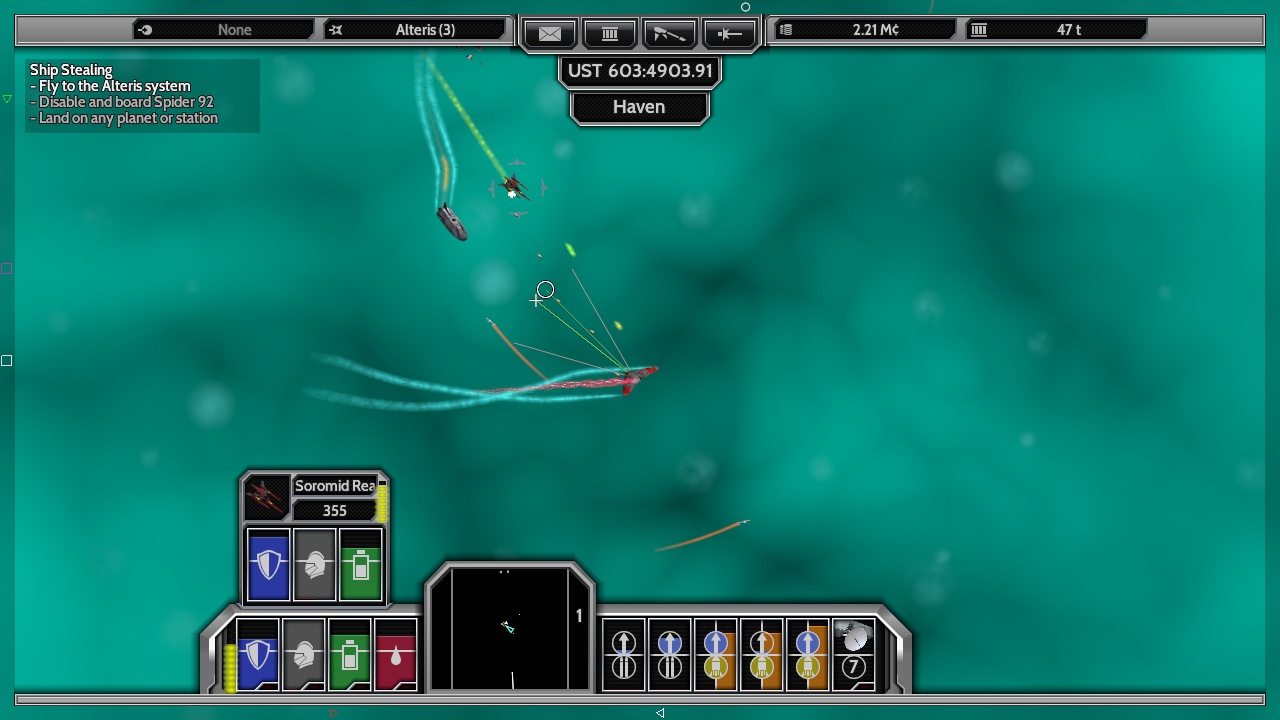 None
Alteris (3)
2.21 M¢
47 t
UST 603:4903.91
Haven
Ship Stealing
- Fly to the Alteris system
- Disable and board Spider 92
- Land on any planet or station
Soromid Rea
355
1
7